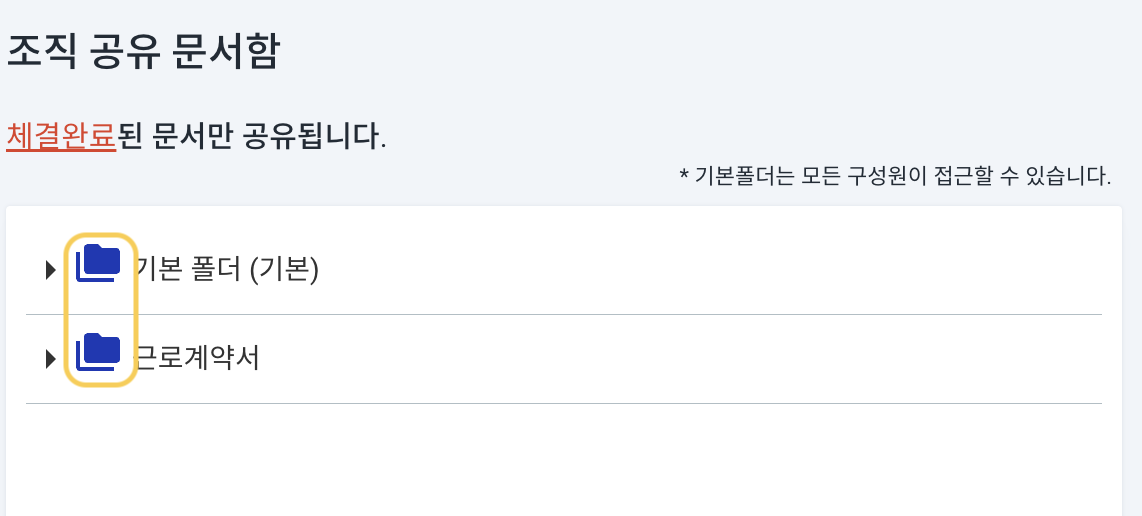 조직 공유 문서함
체결완료된 문서만 공유됩니다.
* 기본폴더는 모든 구성원이 접근할 수 있습니다.
기본 폴더 (기본)
근로계약서